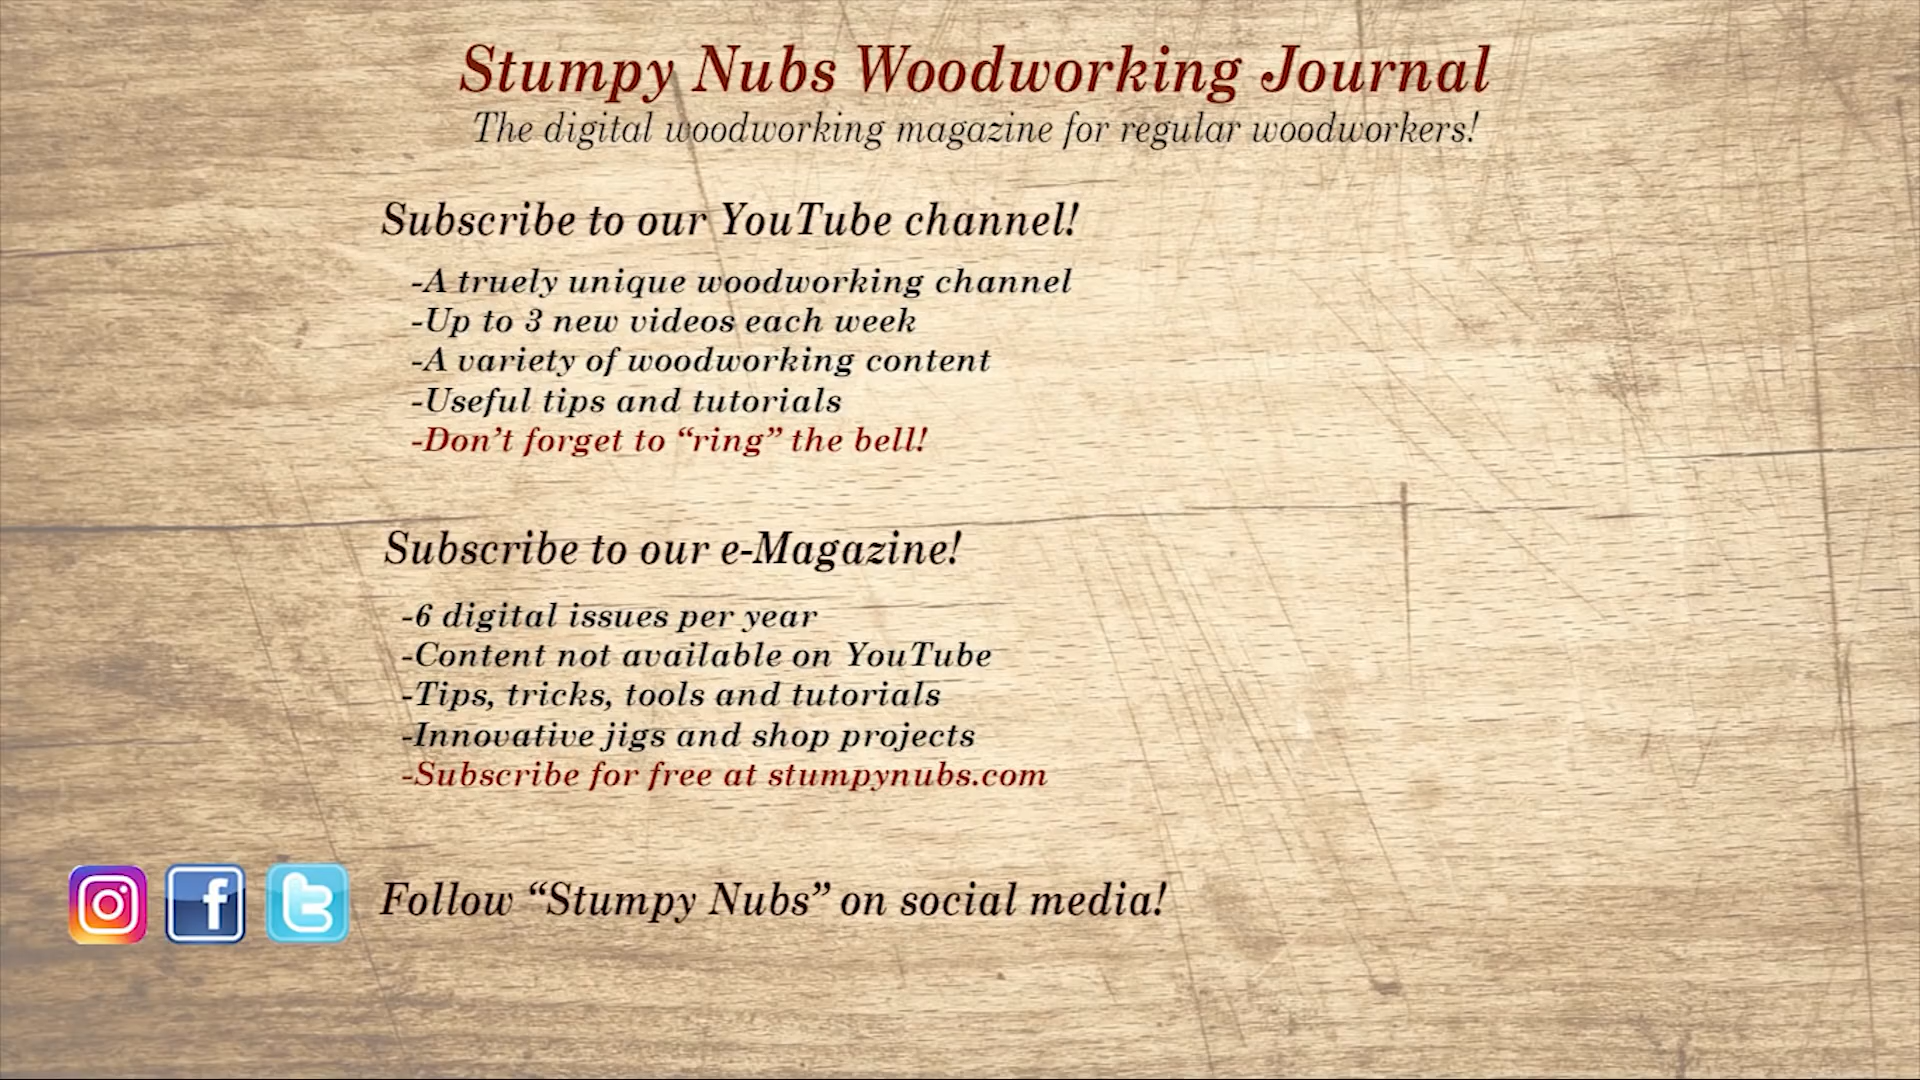 Stumpy Nubs Woodworking Journal
The digital woodworking magazine for regular woodworkers!
Subscribe to our YouTube channel!
-A truely unique woodworking channel
-Up to 3 new videos each week
-A variety of woodworking content
-Useful tips and tutorials
-Don’t forget to “ring” the bell!
Subscribe to our e-Magazine!
-6 digital issues per year
-Content not available on YouTube
-Tips, tricks, tools and tutorials
-Innovative jigs and shop projects
-Subscribe for free at stumpynubs.com
Follow “Stumpy Nubs” on social media!